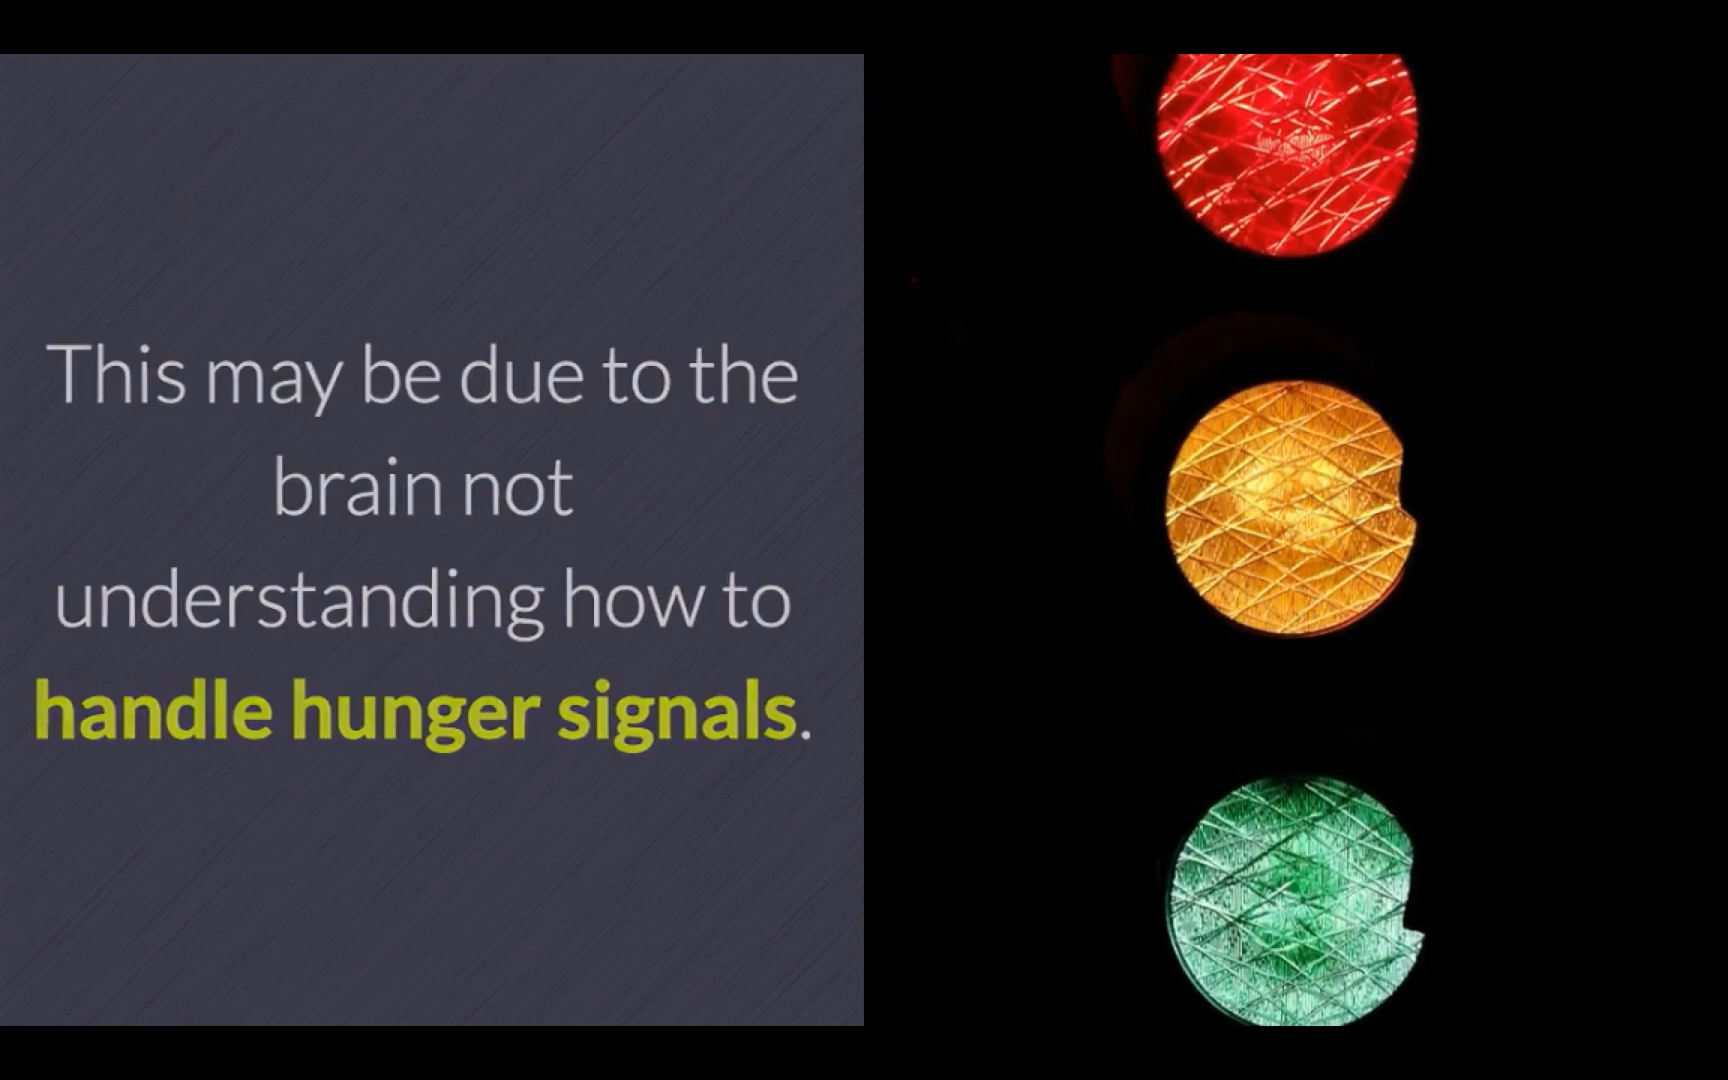 This may be due to the
brain not
understanding how to
handle hunger signals.